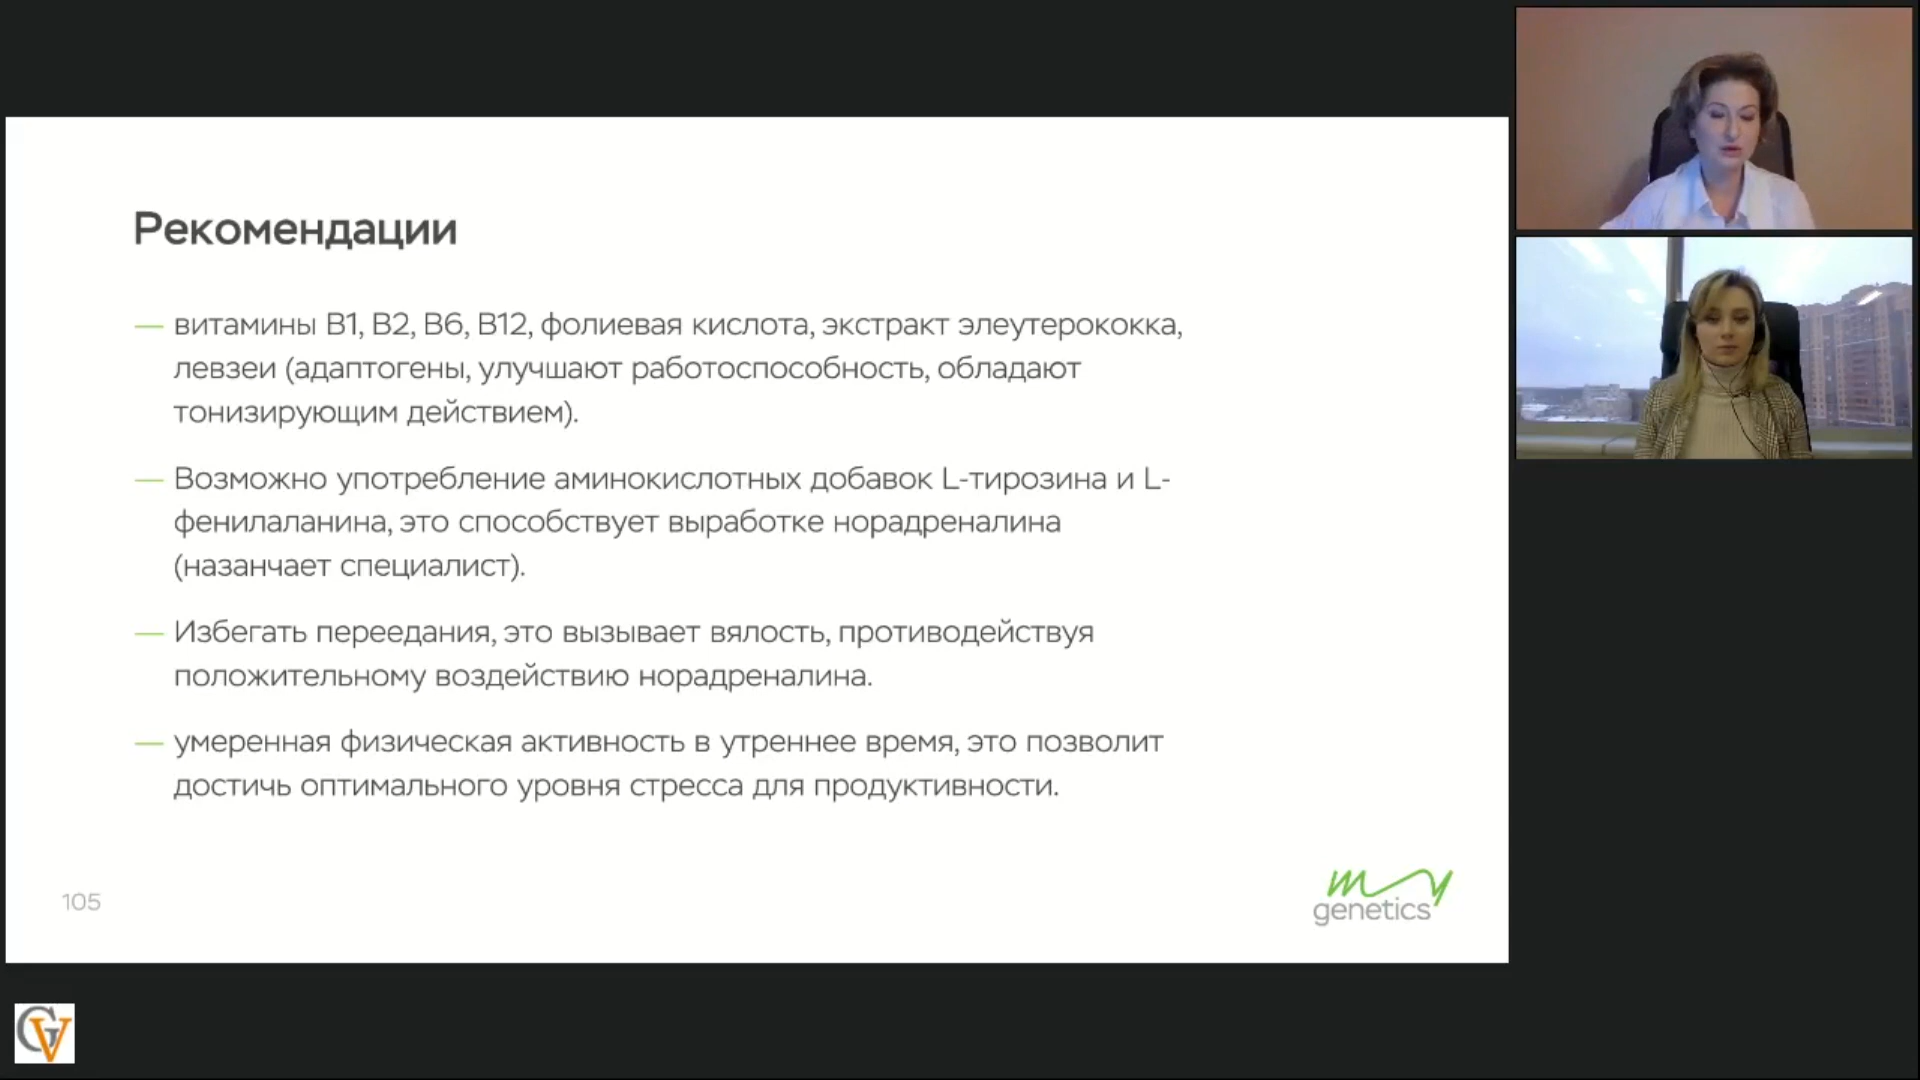 Рекомендации
— витамины В1, В2, В6, В12, фолиевая кислота, экстракт элеутерококка,
левзеи (адаптогены, улучшают работоспособность, обладают
тонизирующим действием).
— Возможно употребление аминокислотных добавок L-тирозина и L-
фенилаланина, это способствует выработке норадреналина
(назанчает специалист).
— Избегать переедания, это вызывает вялость, противодействуя
положительному воздействию норадреналина.
— умеренная физическая активность в утреннее время, это позволит
достичь оптимального уровня стресса для продуктивности.
105
my
genetics
GV